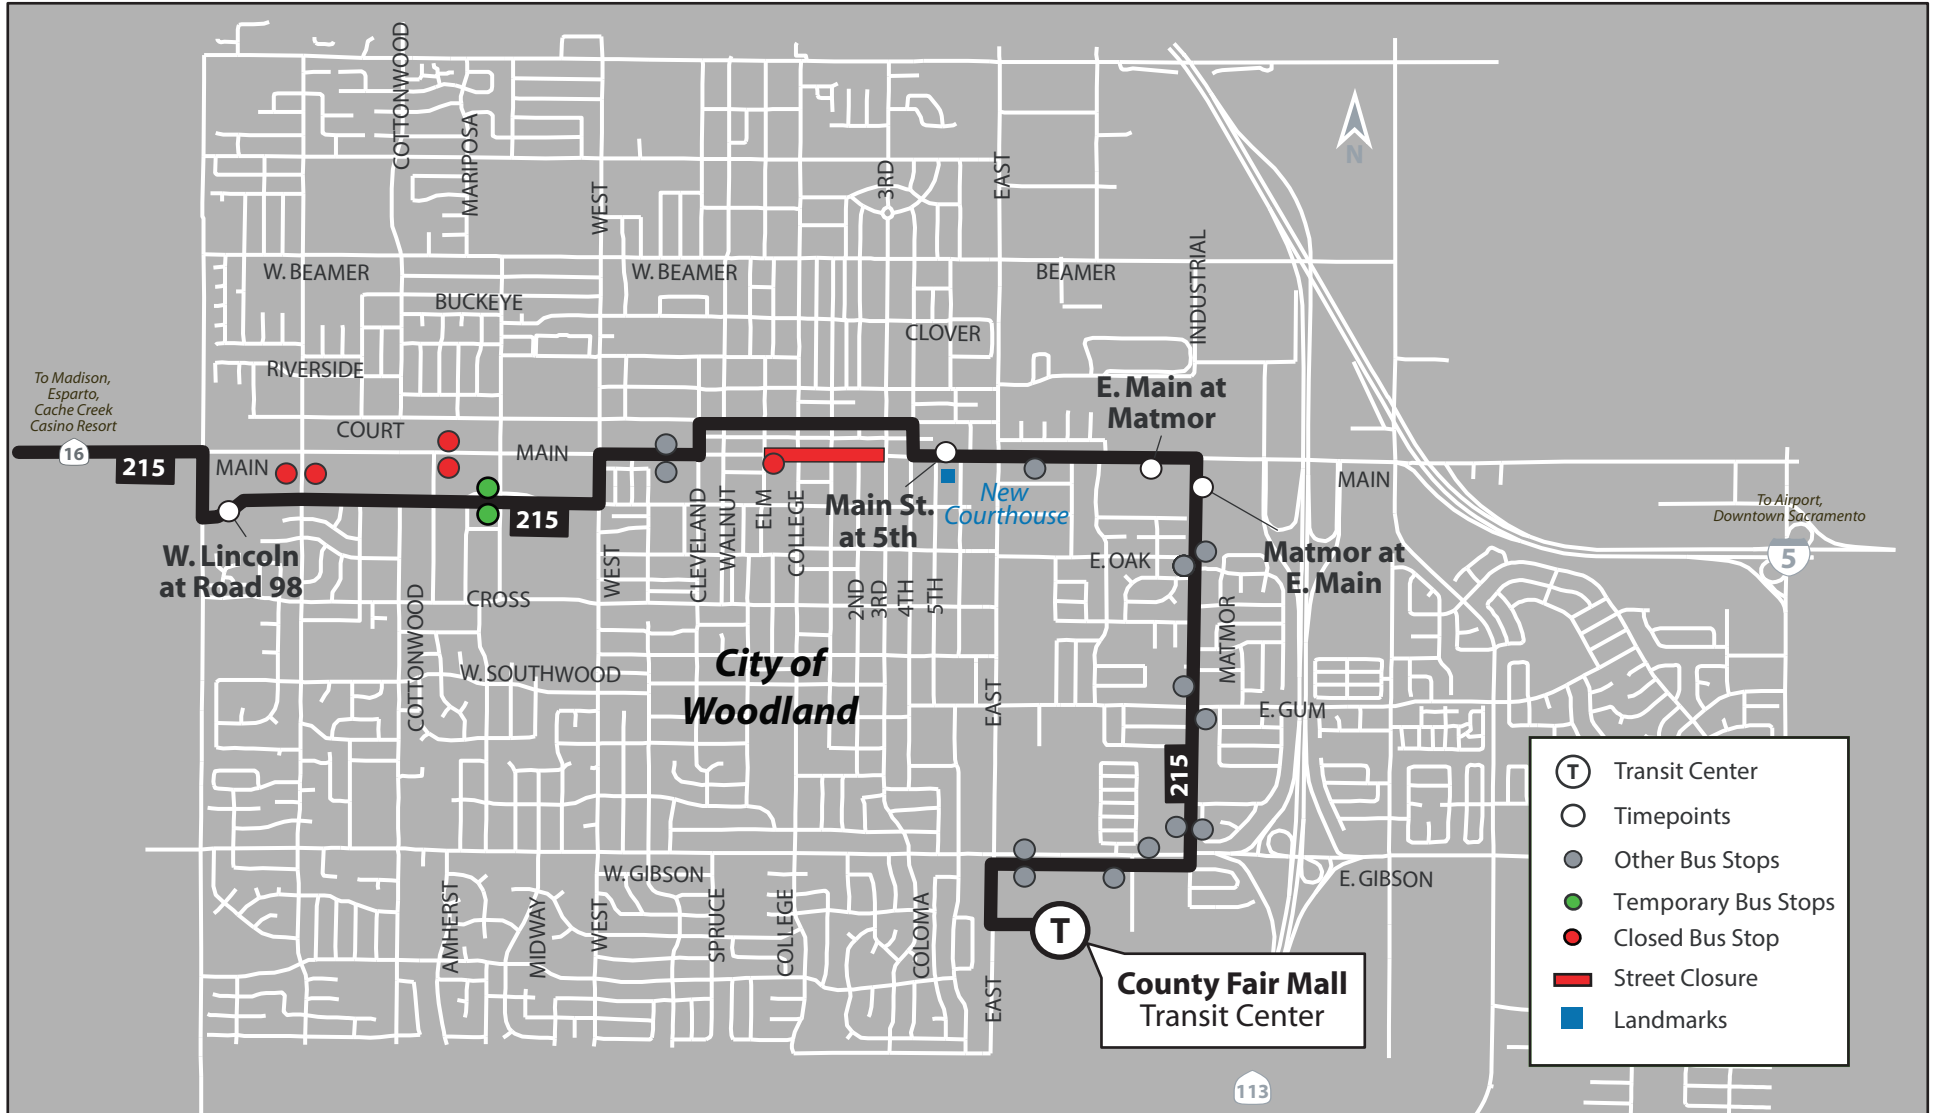 COTTONWOOD
MARIPOSA
WEST
3RD
EAST
N
INDUSTRIAL
W. BEAMER
W. BEAMER
BEAMER
BUCKEYE
CLOVER
RIVERSIDE
To Madison,
Esparto,
Cache Creek
Casino Resort
16
215
COURT
MAIN
MAIN
E. Main at
Matmor
MAIN
215
W. Lincoln
at Road 98
WEST
CLEVELAND
WALNUT
ELM
COLLEGE
Main St.
at 5th
New
Courthouse
To Airport,
Downtown Sacramento
5
E. OAK
Matmor at
E. Main
CROSS
COTTONWOOD
2ND
3RD
4TH
5TH
MATMOR
W. SOUTHWOOD
City of
Woodland
EAST
E. GUM
215
W. GIBSON
E. GIBSON
AMHERST
MIDWAY
WEST
SPRUCE
COLLEGE
COLOMA
EAST
T
County Fair Mall
Transit Center
113
T Transit Center
Timepoints
Other Bus Stops
Temporary Bus Stops
Closed Bus Stop
Street Closure
Landmarks